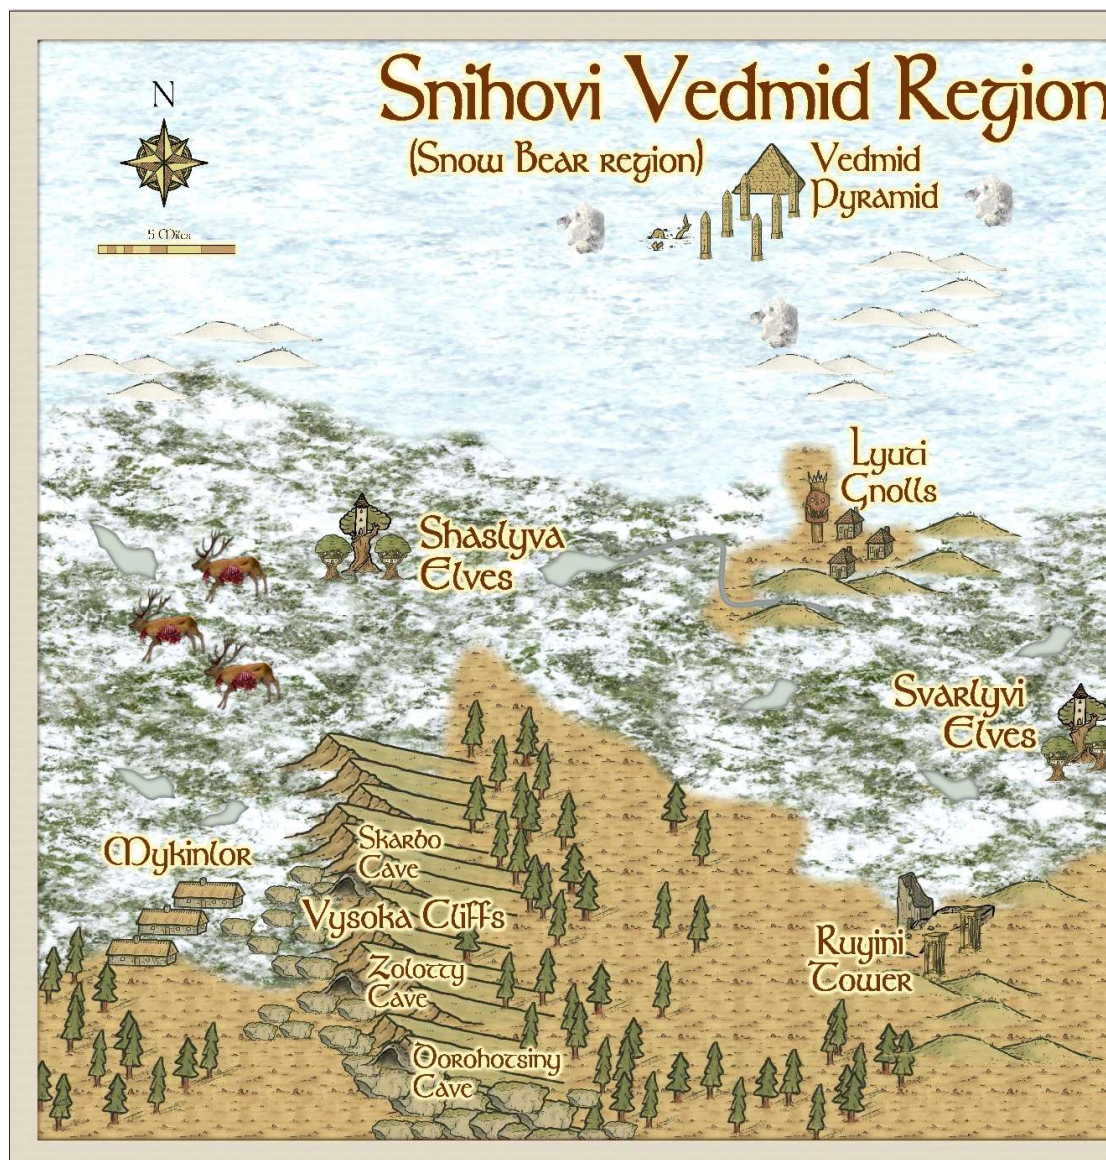 Snihovi Vedmid Region
(Snow Bear region)
Vedmid
Pyramid
N
5 Miles
Lyuti
Gnolls
Shaslyva
Elves
Svarlyvi
Elves
Mykinlor
Skarbo
Cave
Vysoka Cliffs
Zolotty
Cave
Ruyini
Tower
Dorohotsiny
Cave